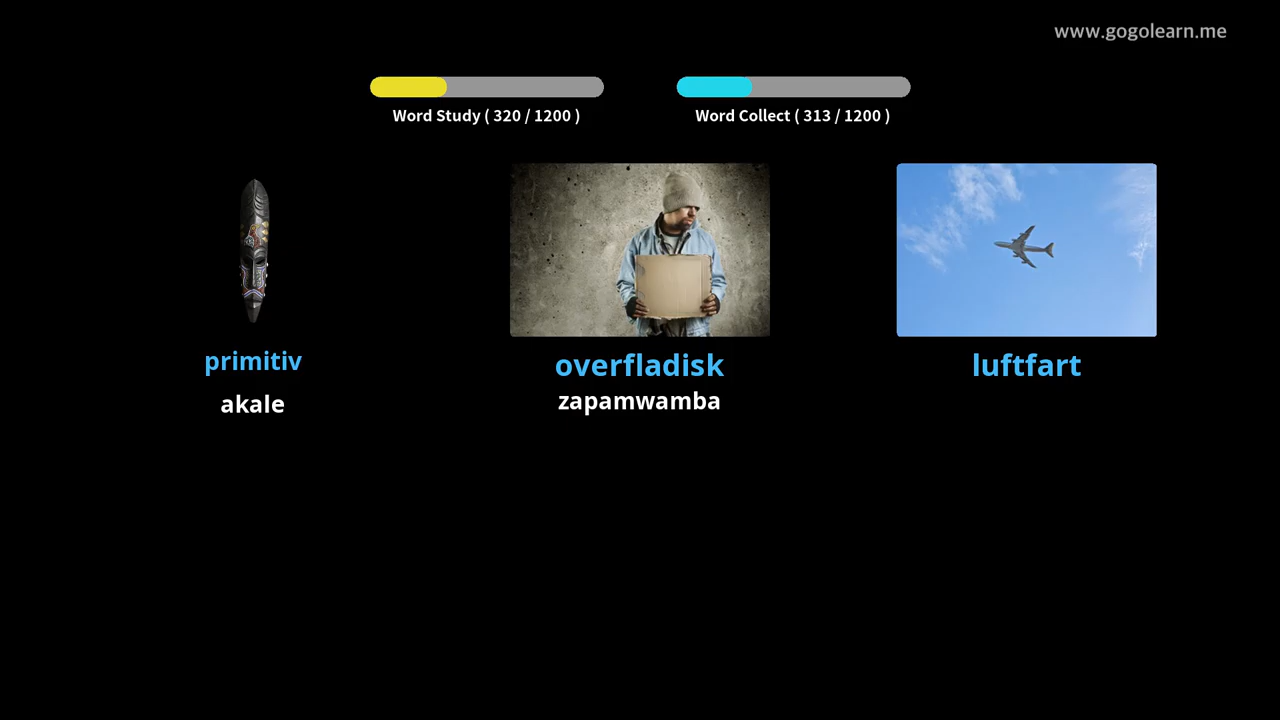 www.gogolearn.me
Word Study ( 320 / 1200 )
Word Collect ( 313 / 1200 )
primitiv
akale
overfladisk
zapamwamba
luftfart